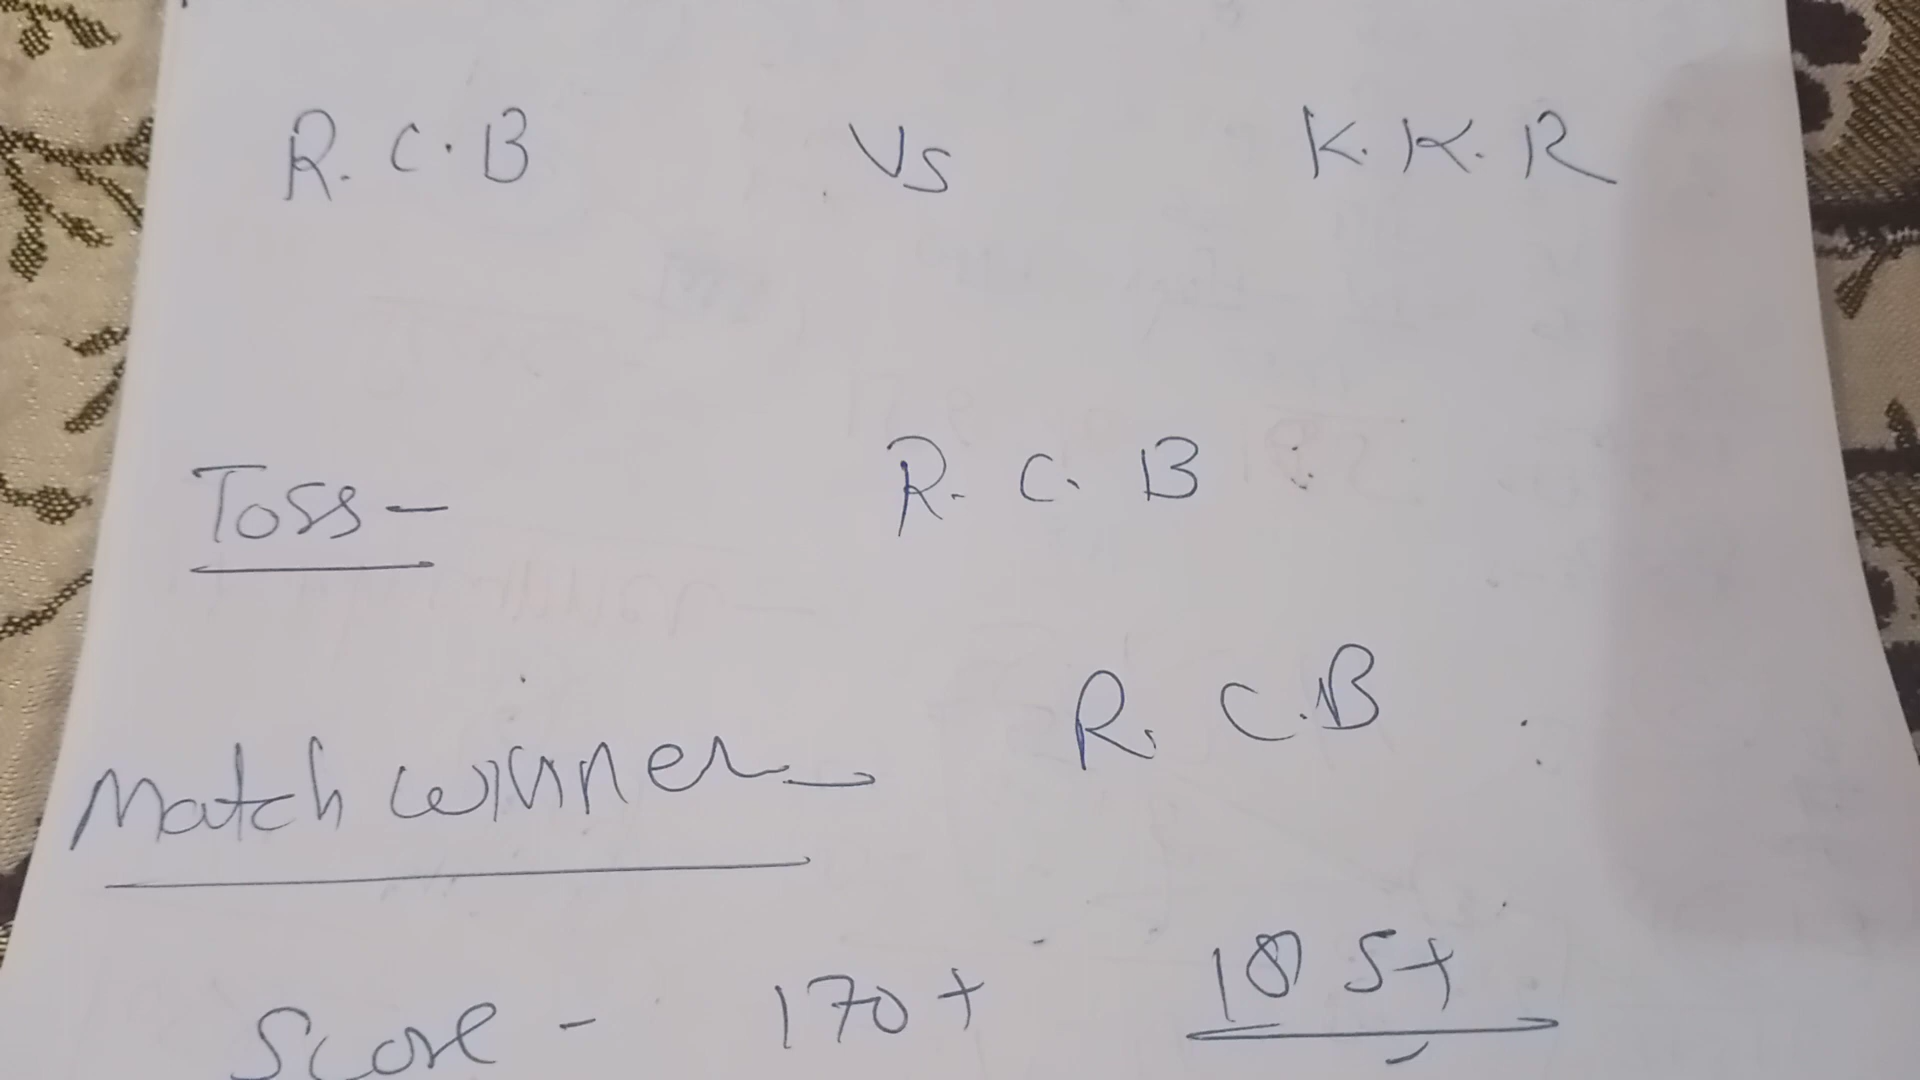 R. C. B Vs K. K. R
Toss - R. C. B
Match winner - R. C. B
Score - 170+ 185+